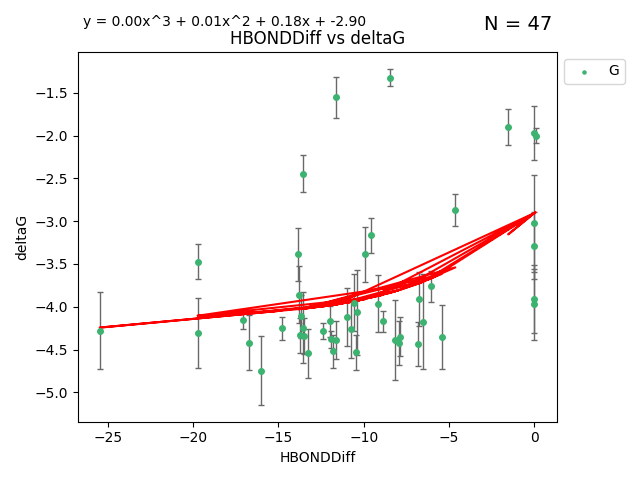 y = 0.00x^3 + 0.01x^2 + 0.18x + -2.90
N = 47
HBONDDiff vs deltaG
G
deltaG
−1.5
−2.0
−2.5
−3.0
−3.5
−4.0
−4.5
−5.0
−25
−20
−15
−10
−5
0
HBONDDiff